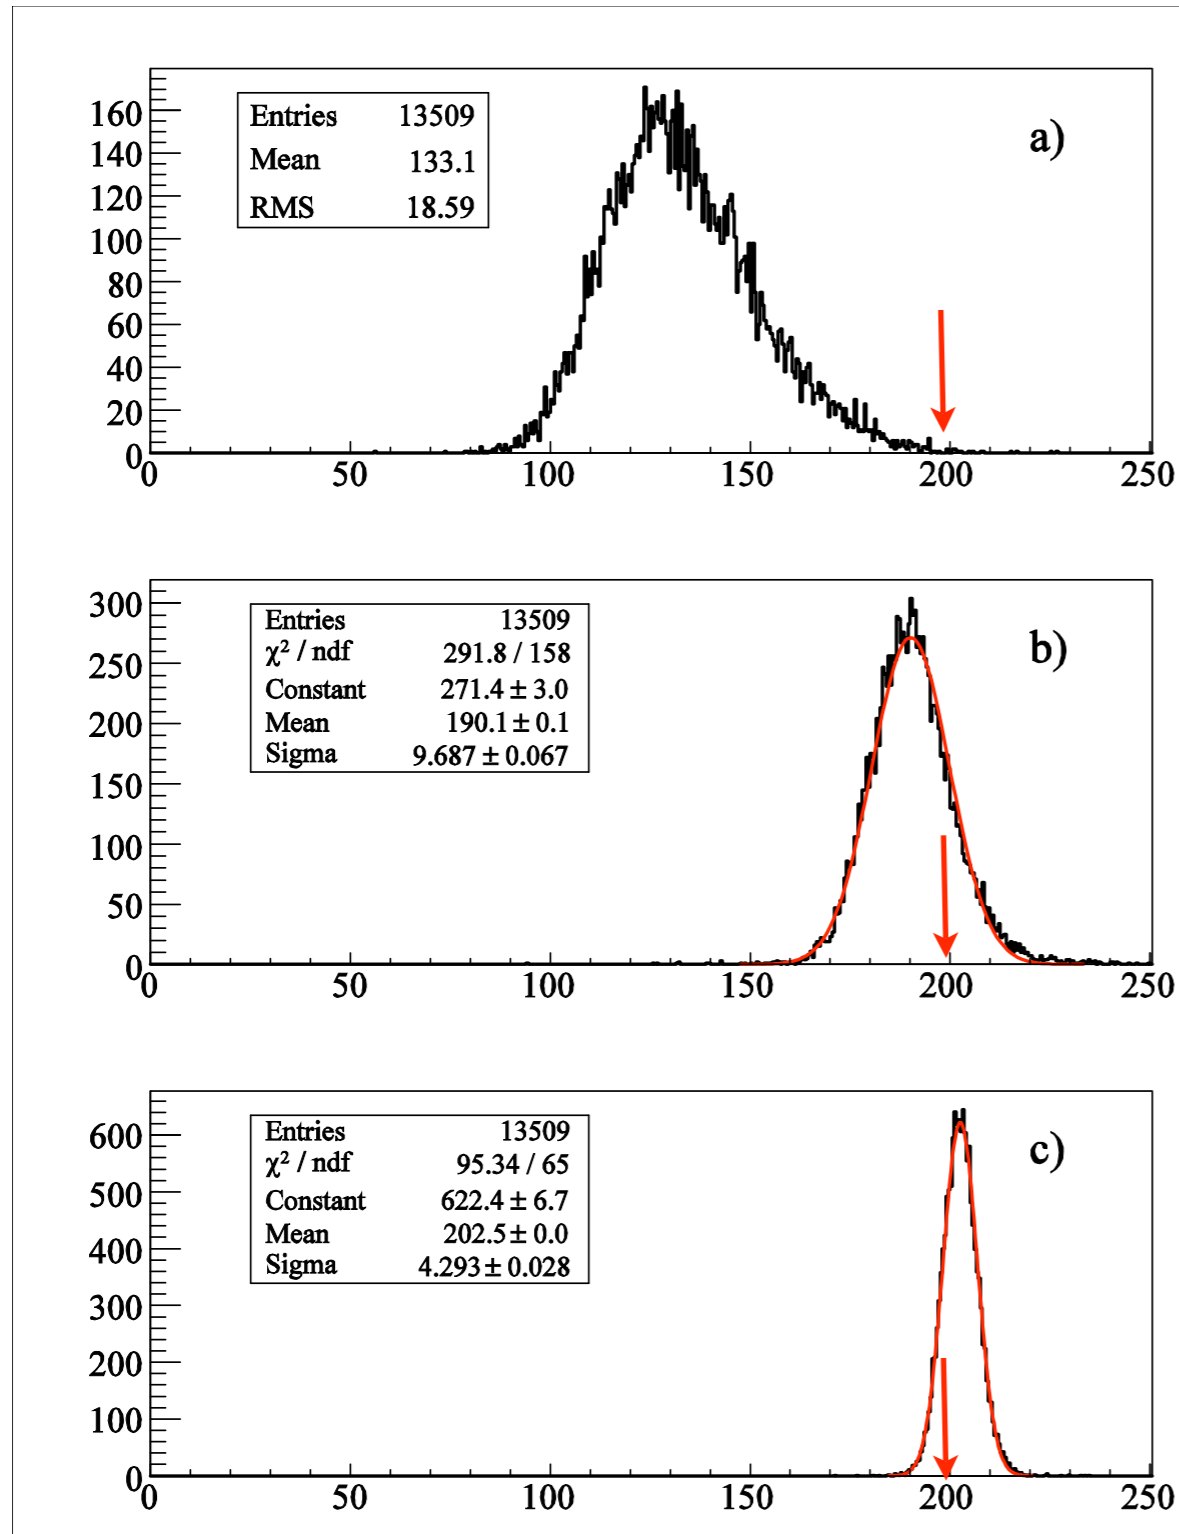 160
140
120
100
80
60
40
20
0
Entries 13509
Mean 133.1
RMS 18.59
a)
0 50 100 150 200 250
300
250
200
150
100
50
0
Entries 13509
χ² / ndf 291.8 / 158
Constant 271.4 ± 3.0
Mean 190.1 ± 0.1
Sigma 9.687 ± 0.067
b)
0 50 100 150 200 250
600
500
400
300
200
100
0
Entries 13509
χ² / ndf 95.34 / 65
Constant 622.4 ± 6.7
Mean 202.5 ± 0.0
Sigma 4.293 ± 0.028
c)
0 50 100 150 200 250